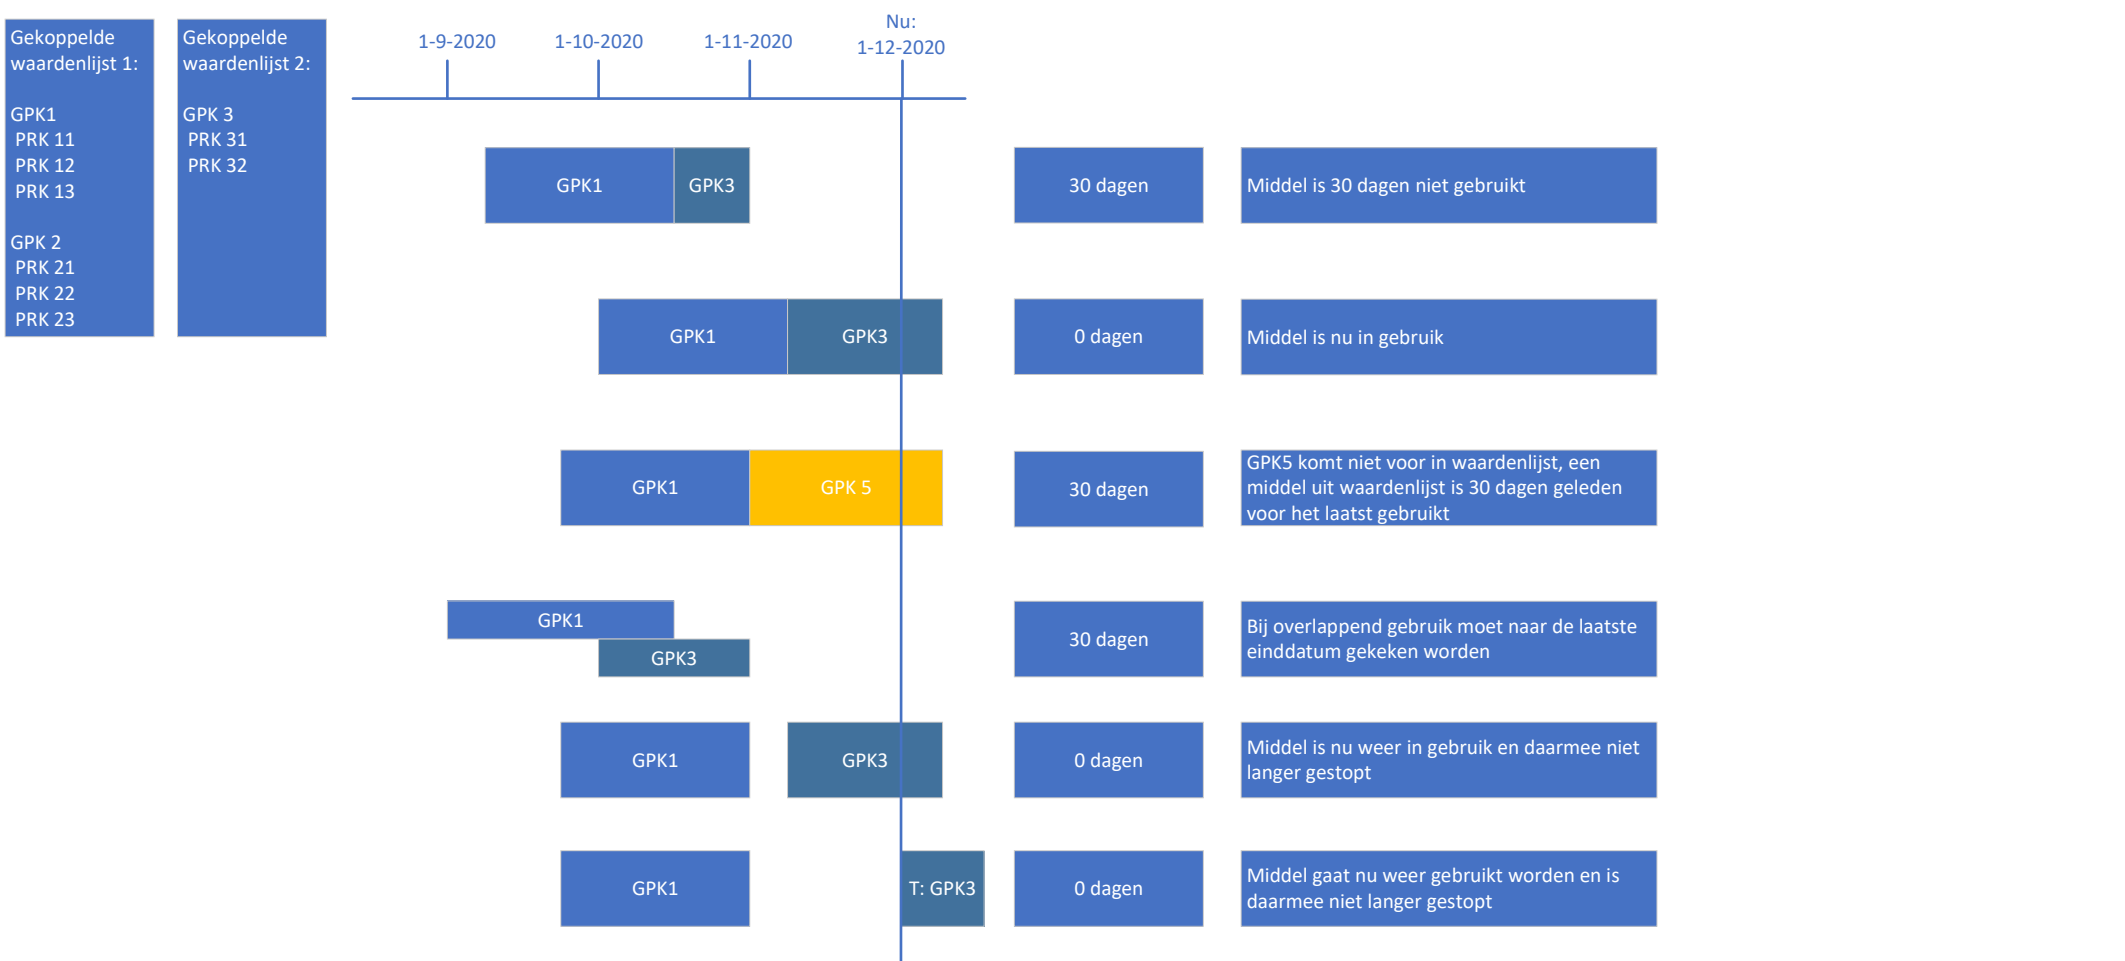 Gekoppelde
waardenlijst 1:
GPK1
PRK 11
PRK 12
PRK 13
GPK 2
PRK 21
PRK 22
PRK 23
Gekoppelde
waardenlijst 2:
GPK 3
PRK 31
PRK 32
1-9-2020
1-10-2020
1-11-2020
Nu:
1-12-2020
GPK1
GPK3
30 dagen
Middel is 30 dagen niet gebruikt
GPK1
GPK3
0 dagen
Middel is nu in gebruik
GPK1
GPK 5
30 dagen
GPK5 komt niet voor in waardenlijst, een
middel uit waardenlijst is 30 dagen geleden
voor het laatst gebruikt
GPK1
GPK3
30 dagen
Bij overlappend gebruik moet naar de laatste
einddatum gekeken worden
GPK1
GPK3
0 dagen
Middel is nu weer in gebruik en daarmee niet
langer gestopt
GPK1
T: GPK3
0 dagen
Middel gaat nu weer gebruikt worden en is
daarmee niet langer gestopt